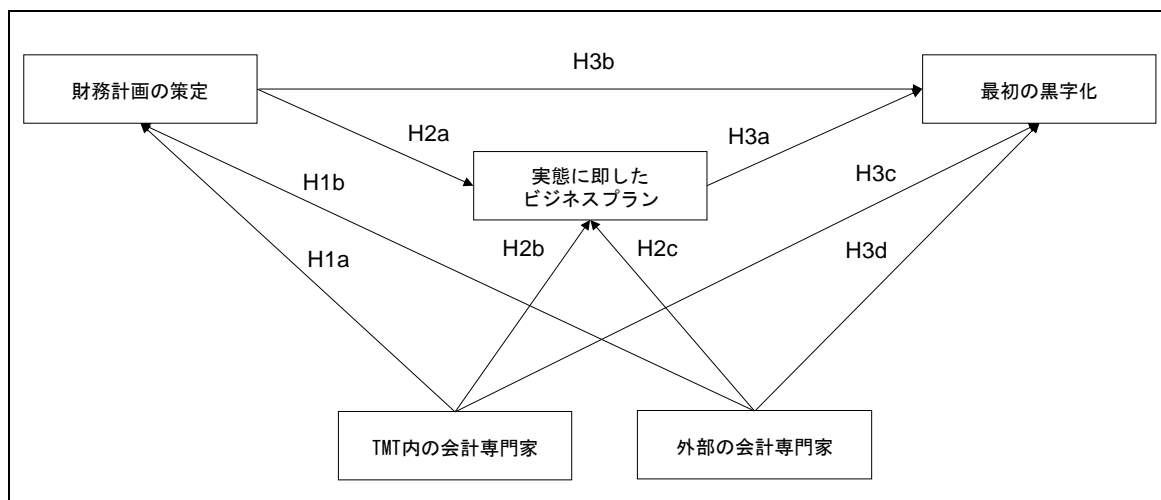 H3b
財務計画の策定
最初の黒字化
H2a
H3a
実態に即した
ビジネスプラン
H1b
H3c
H2b
H2c
H1a
H3d
TMT内の会計専門家
外部の会計専門家